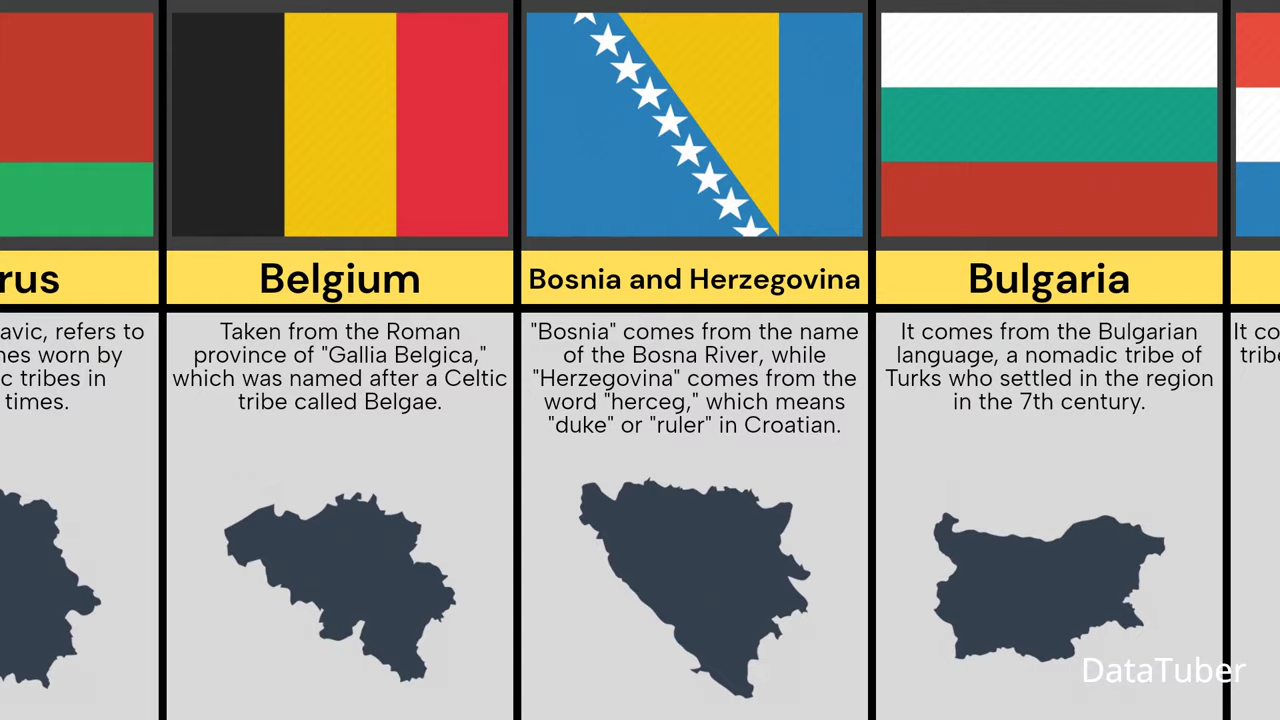 rus
avic, refers to
nes worn by
c tribes in
times.
Belgium
Taken from the Roman
province of "Gallia Belgica,"
which was named after a Celtic
tribe called Belgae.
Bosnia and Herzegovina
"Bosnia" comes from the name
of the Bosna River, while
"Herzegovina" comes from the
word "herceg," which means
"duke" or "ruler" in Croatian.
Bulgaria
It comes from the Bulgarian
language, a nomadic tribe of
Turks who settled in the region
in the 7th century.
It co
tribe
DataTuber